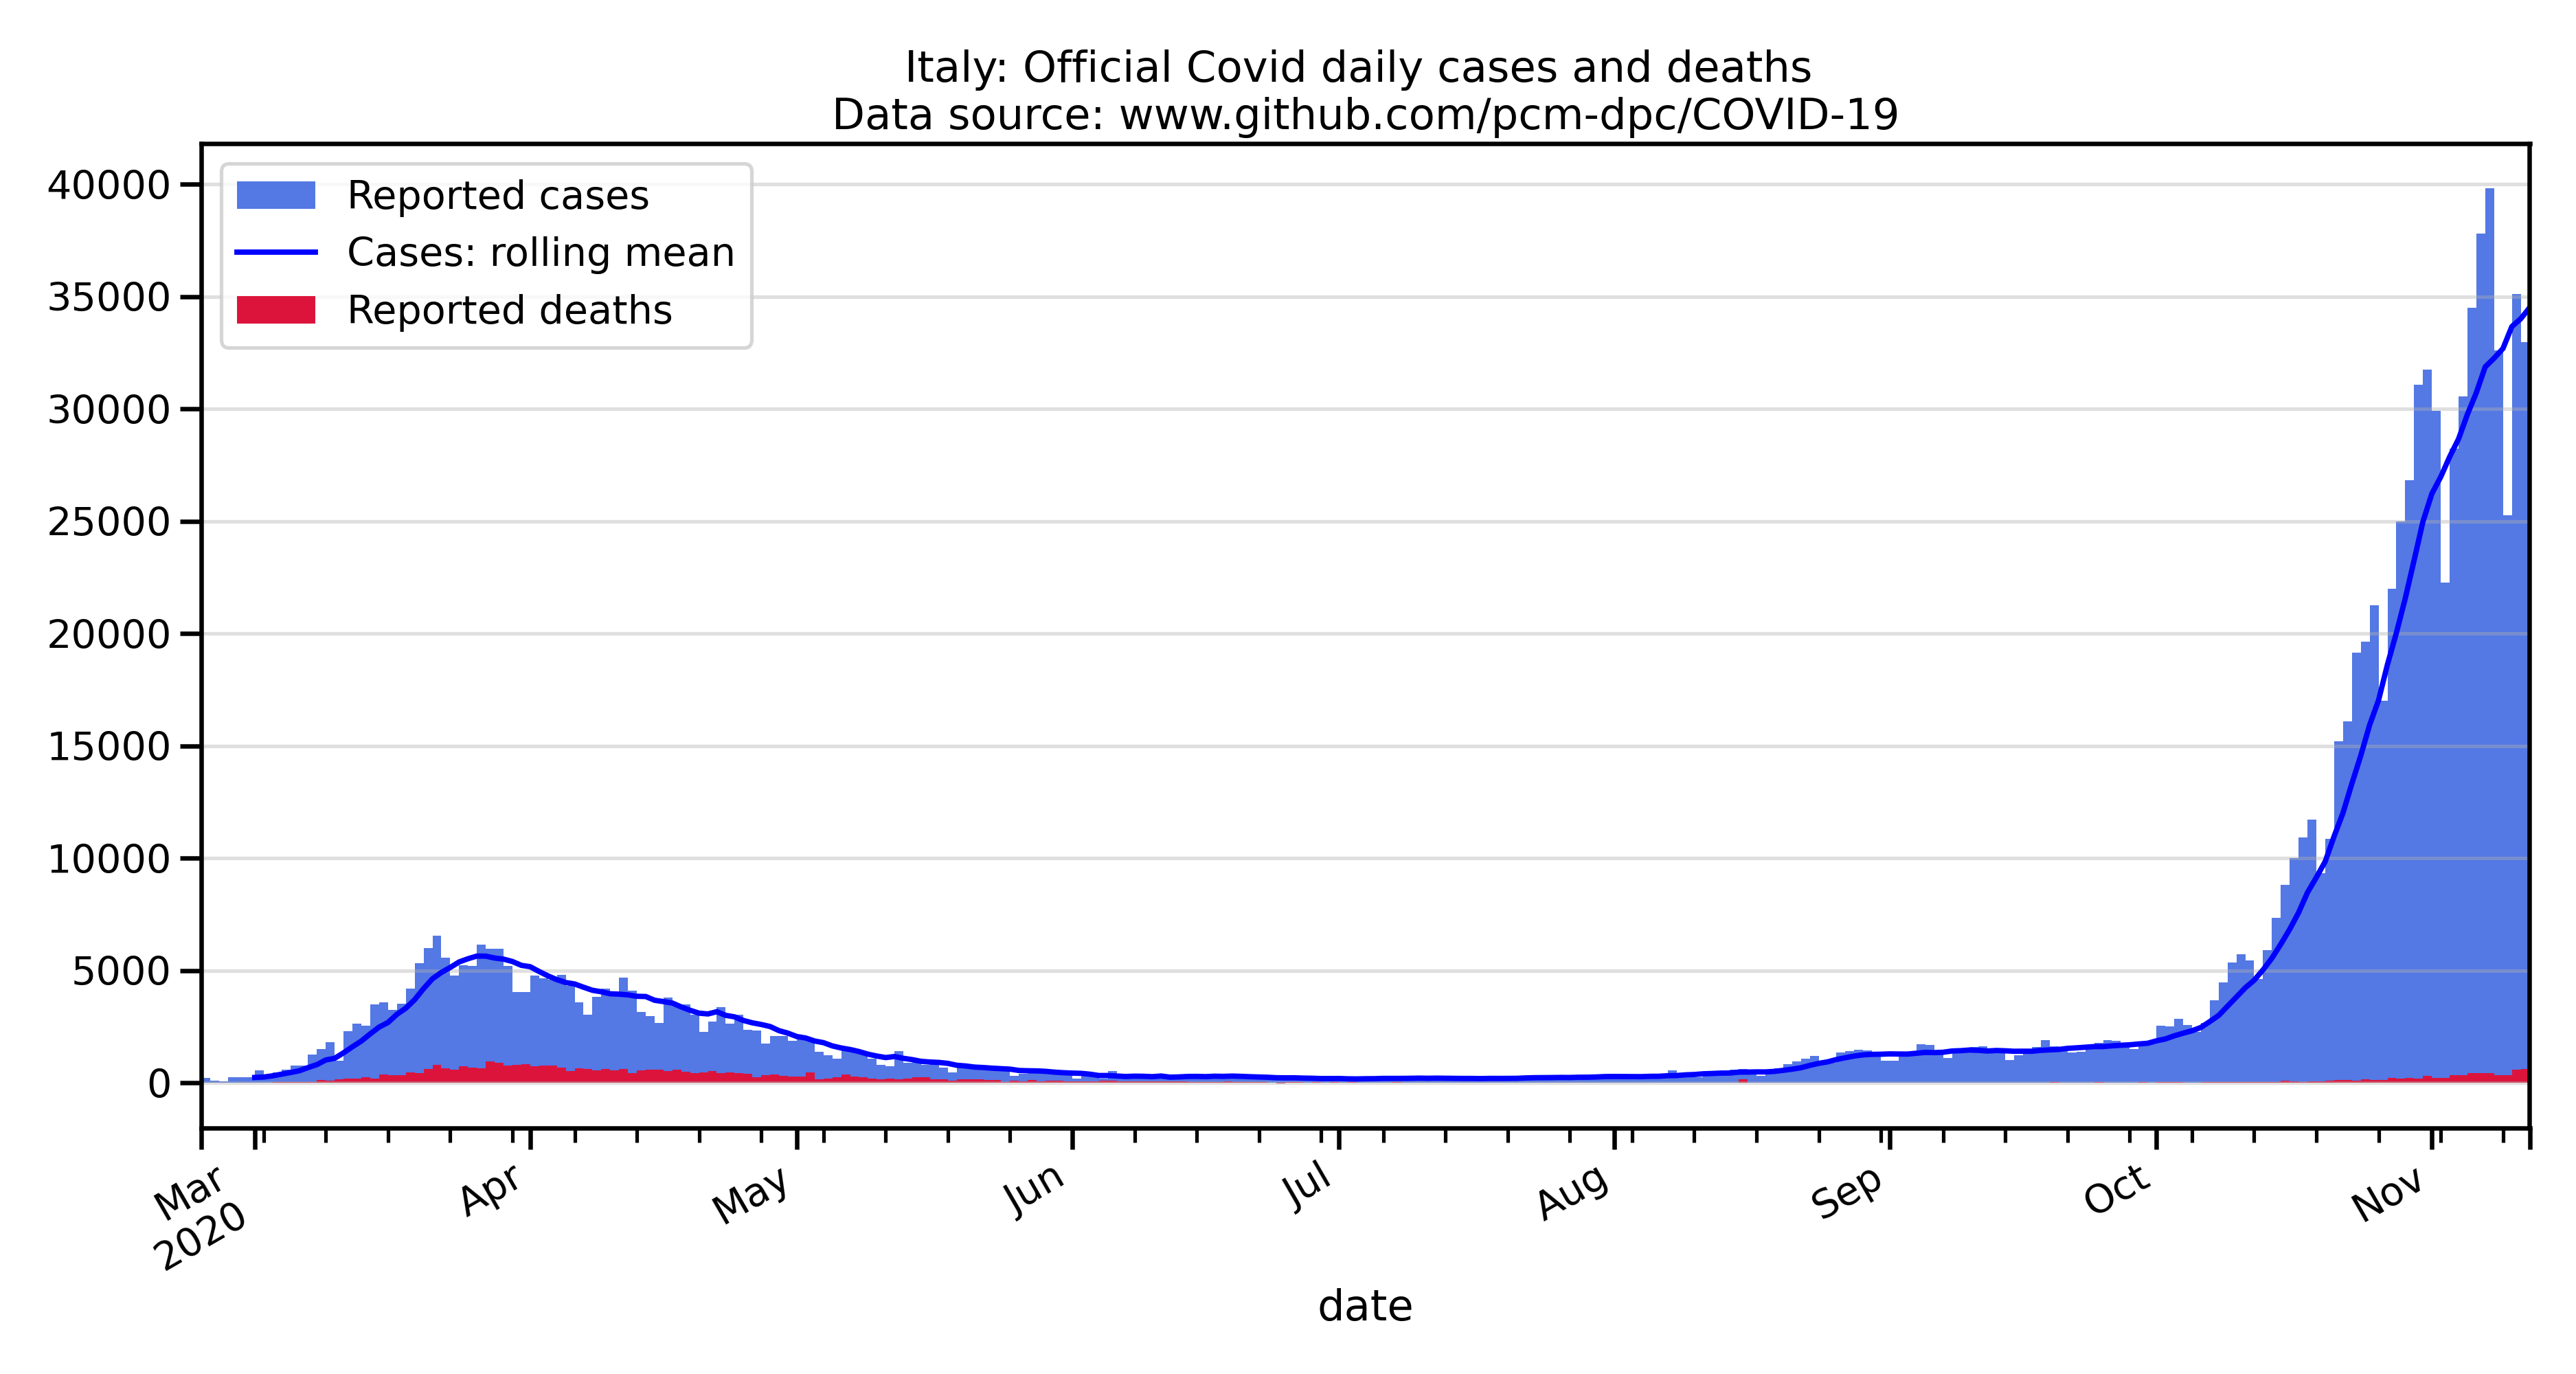 Italy: Official Covid daily cases and deaths
Data source: www.github.com/pcm-dpc/COVID-19
Reported cases
Cases: rolling mean
Reported deaths
40000
35000
30000
25000
20000
15000
10000
5000
0
Mar
2020
Apr
May
Jun
Jul
Aug
Sep
Oct
Nov
date